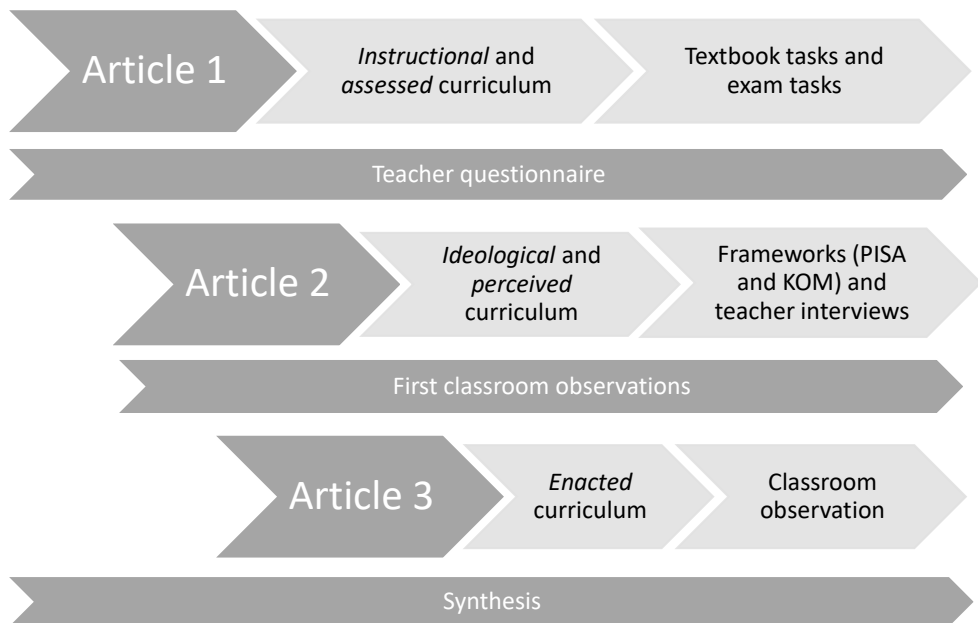 Article 1
Instructional and
assessed curriculum
Textbook tasks and
exam tasks
Teacher questionnaire
Article 2
Ideological and
perceived
curriculum
Frameworks (PISA
and KOM) and
teacher interviews
First classroom observations
Article 3
Enacted
curriculum
Classroom
observation
Synthesis